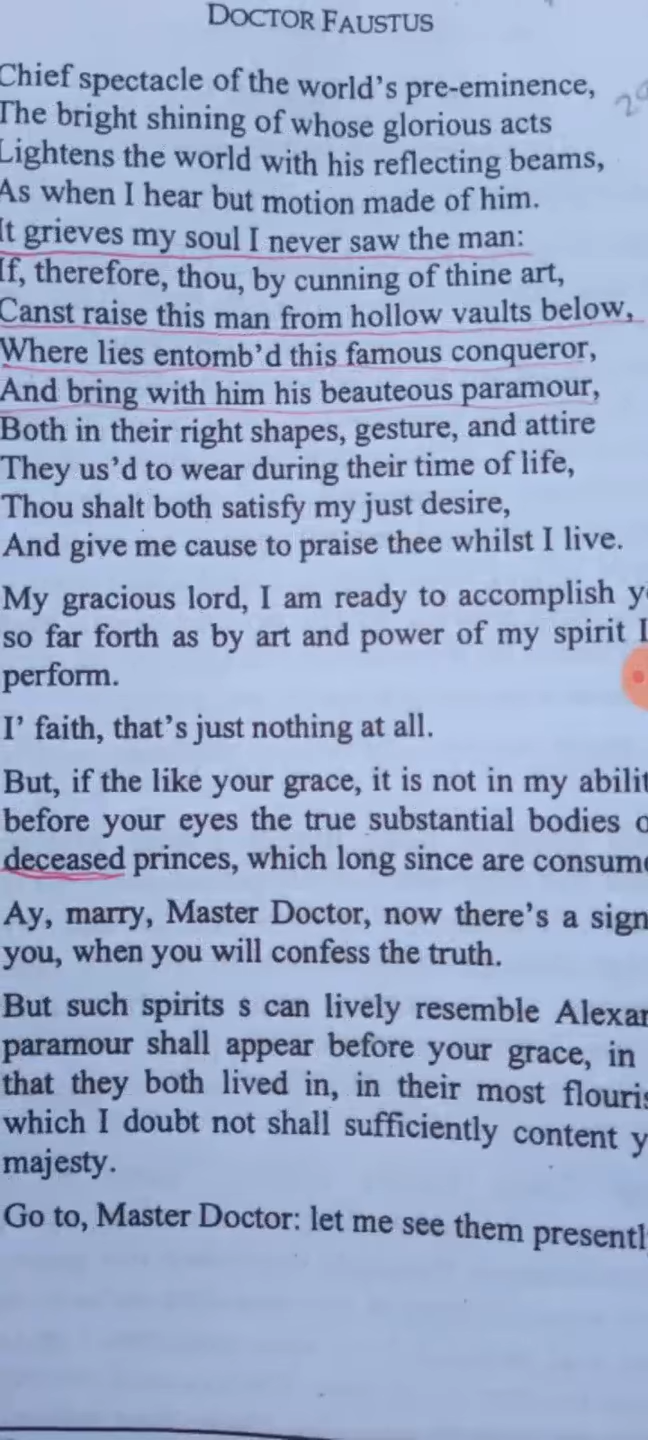 DOCTOR FAUSTUS
Chief spectacle of the world's pre-eminence,
The bright shining of whose glorious acts
Lightens the world with his reflecting beams,
As when I hear but motion made of him.
It grieves my soul I never saw the man:
If, therefore, thou, by cunning of thine art,
Canst raise this man from hollow vaults below,
Where lies entomb'd this famous conqueror,
And bring with him his beauteous paramour,
Both in their right shapes, gesture, and attire
They us'd to wear during their time of life,
Thou shalt both satisfy my just desire,
And give me cause to praise thee whilst I live.
My gracious lord, I am ready to accomplish
so far forth as by art and power of my spirit I
perform.
I' faith, that's just nothing at all.
But, if the like your grace, it is not in my
before your eyes the true substantial bodies
deceased princes, which long since are
Ay, marry, Master Doctor, now there's a
you, when you will confess the truth.
But such spirits s can lively resemble
paramour shall appear before your grace, in
that they both lived in, in their most
which I doubt not shall sufficiently content
majesty.
Go to, Master Doctor: let me see them